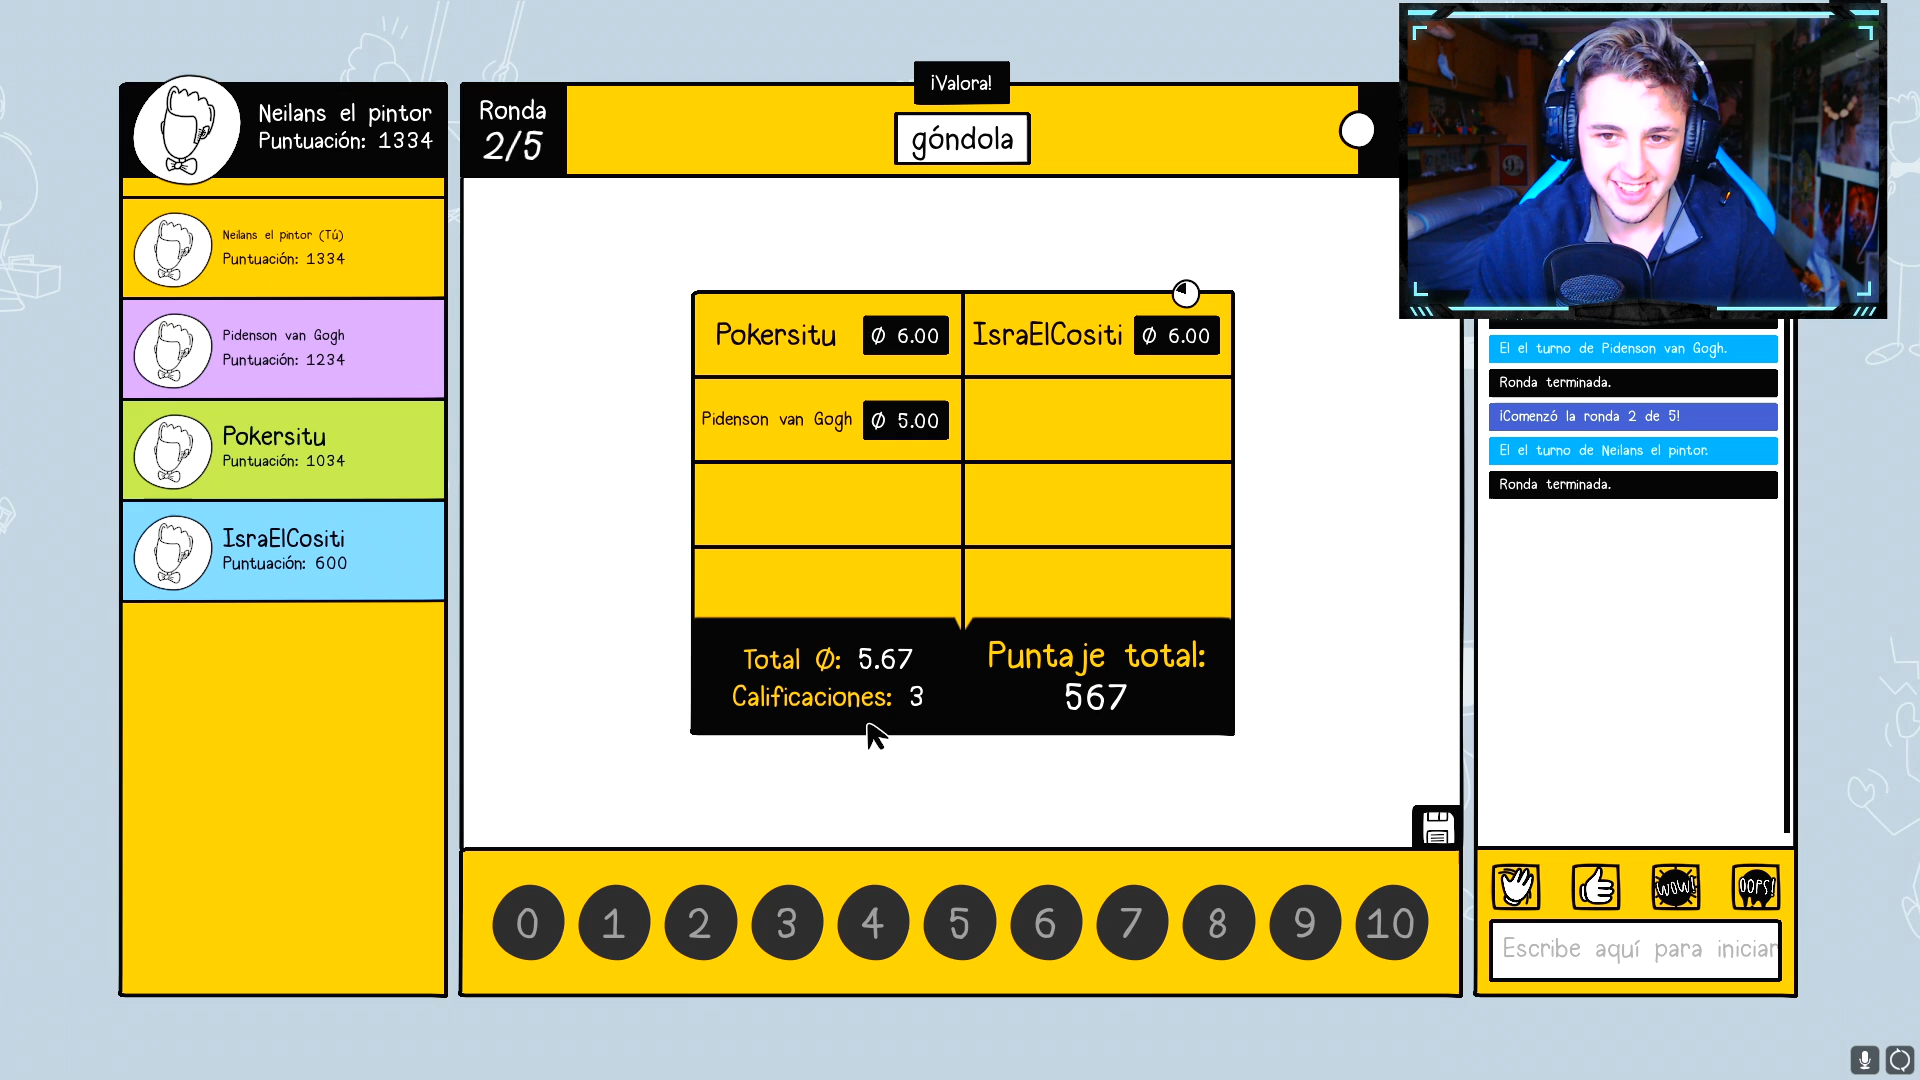 Neilans el pintor
Puntuación: 1334
Neilans el pintor (Tú)
Puntuación: 1334
Pidenson van Gogh
Puntuación: 1234
Pokersitu
Puntuación: 1034
IsraElCositi
Puntuación: 600
Ronda
2/5
¡Valora!
góndola
Pokersitu Ø 6.00
IsraElCositi Ø 6.00
Pidenson van Gogh Ø 5.00
Total Ø: 5.67
Calificaciones: 3
Puntaje total:
567
0 1 2 3 4 5 6 7 8 9 10
El el turno de Pidenson van Gogh.
Ronda terminada.
¡Comenzó la ronda 2 de 5!
El el turno de Neilans el pintor.
Ronda terminada.
WOW!
OOPS!
Escribe aquí para iniciar